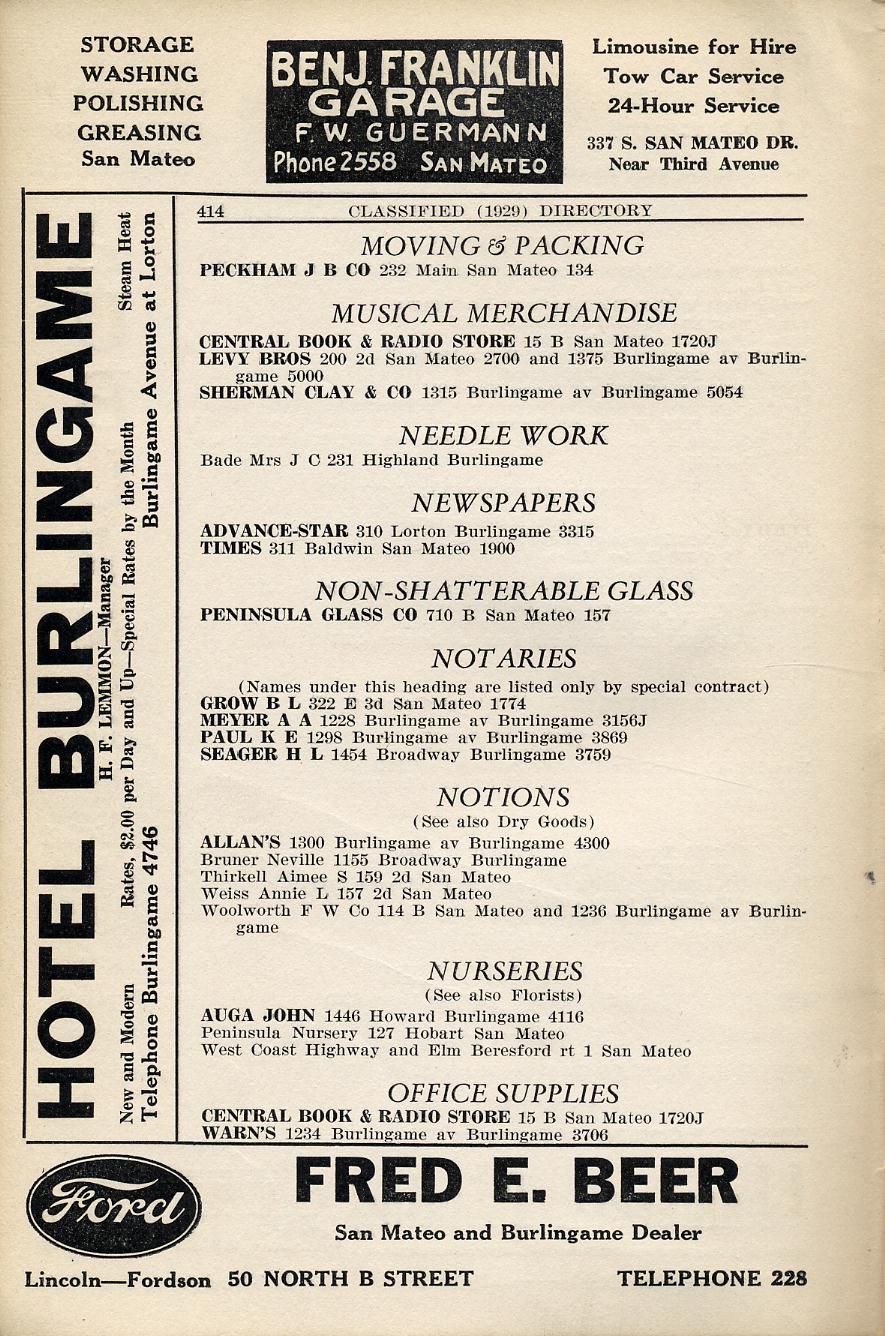 STORAGE
WASHING
POLISHING
GREASING
San Mateo
BENJ. FRANKLIN
GARAGE
F. W. GUERMANN
Phone 2558 SAN MATEO
Limousine for Hire
Tow Car Service
24-Hour Service
337 S. SAN MATEO DR.
Near Third Avenue
HOTEL BURLINGAME
H. F. LEMMON—Manager
New and Modern Rates, $2.00 per Day and Up—Special Rates by the Month Steam Heat
Telephone Burlingame 4746 Burlingame Avenue at Lorton
414 CLASSIFIED (1929) DIRECTORY
MOVING & PACKING
PECKHAM J B CO 232 Main San Mateo 134
MUSICAL MERCHANDISE
CENTRAL BOOK & RADIO STORE 15 B San Mateo 1720J
LEVY BROS 200 2d San Mateo 2700 and 1375 Burlingame av Burlin-
game 5000
SHERMAN CLAY & CO 1315 Burlingame av Burlingame 5054
NEEDLE WORK
Bade Mrs J C 231 Highland Burlingame
NEWSPAPERS
ADVANCE-STAR 310 Lorton Burlingame 3315
TIMES 311 Baldwin San Mateo 1900
NON-SHATTERABLE GLASS
PENINSULA GLASS CO 710 B San Mateo 157
NOTARIES
(Names under this heading are listed only by special contract)
GROW B L 322 E 3d San Mateo 1774
MEYER A A 1228 Burlingame av Burlingame 3156J
PAUL K E 1298 Burlingame av Burlingame 3869
SEAGER H L 1454 Broadway Burlingame 3759
NOTIONS
(See also Dry Goods)
ALLAN'S 1300 Burlingame av Burlingame 4300
Bruner Neville 1155 Broadway Burlingame
Thirkell Aimee S 159 2d San Mateo
Weiss Annie L 157 2d San Mateo
Woolworth F W Co 114 B San Mateo and 1236 Burlingame av Burlin-
game
NURSERIES
(See also Florists)
AUGA JOHN 1446 Howard Burlingame 4116
Peninsula Nursery 127 Hobart San Mateo
West Coast Highway and Elm Beresford rt 1 San Mateo
OFFICE SUPPLIES
CENTRAL BOOK & RADIO STORE 15 B San Mateo 1720J
WARN'S 1234 Burlingame av Burlingame 3706
Ford
FRED E. BEER
San Mateo and Burlingame Dealer
Lincoln—Fordson 50 NORTH B STREET TELEPHONE 228